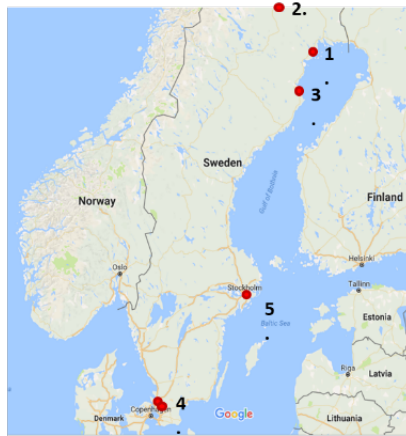 2.
1
3
Sweden
Norway
Finland
Gulf of Bothnia
Oslo
Helsinki
Stockholm
Tallinn
5
Estonia
Baltic Sea
Riga
Latvia
4
Copenhagen
Google
Denmark
Lithuania